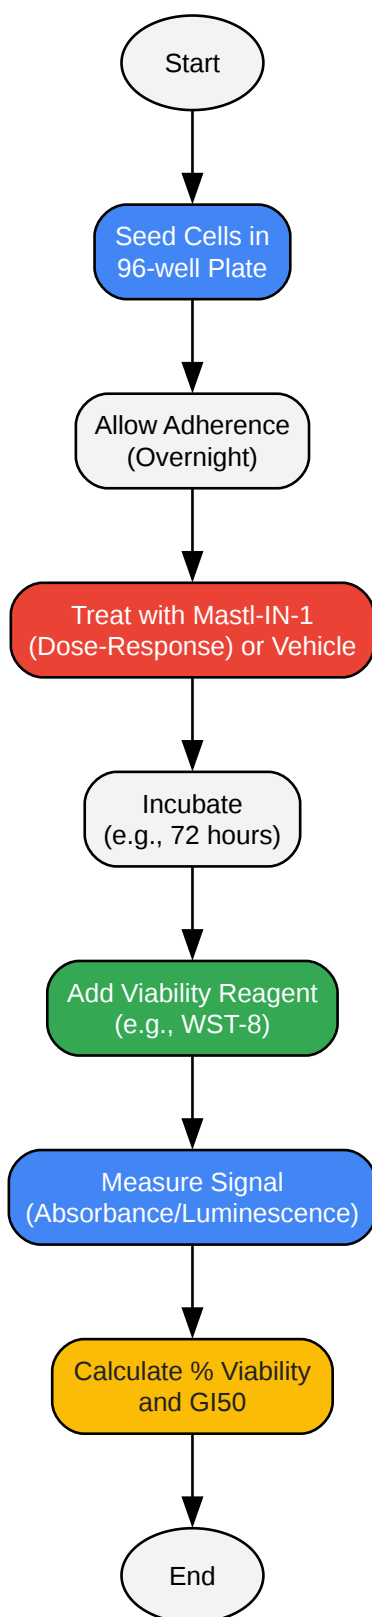 Start
Seed Cells in
96-well Plate
Allow Adherence
(Overnight)
Treat with Mastl-IN-1
(Dose-Response) or Vehicle
Incubate
(e.g., 72 hours)
Add Viability Reagent
(e.g., WST-8)
Measure Signal
(Absorbance/Luminescence)
Calculate % Viability
and GI50
End